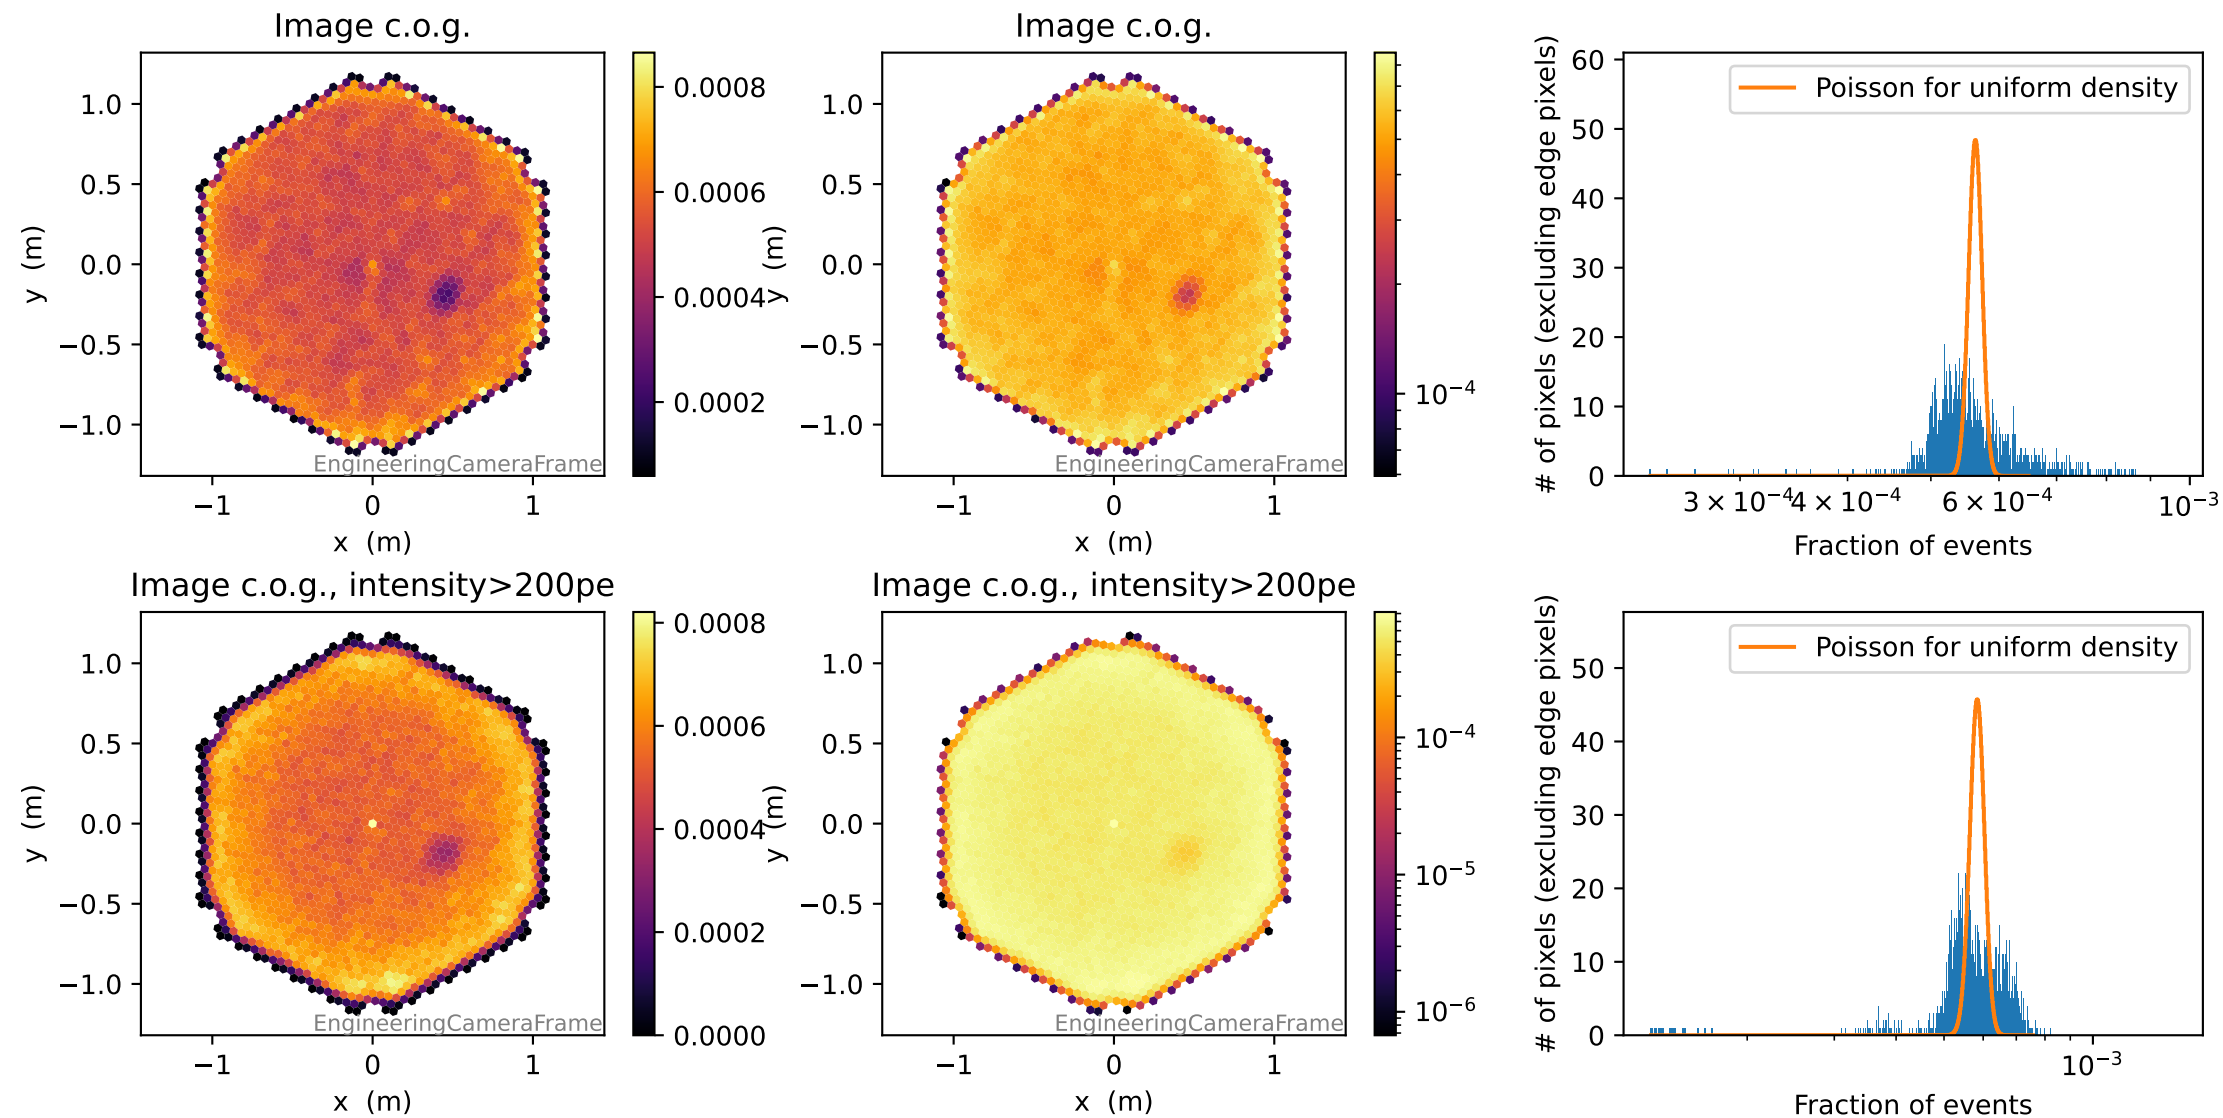 Image c.o.g.
1.0
0.5
0.0
−0.5
−1.0
y (m)
−1
0
1
x (m)
EngineeringCameraFrame
0.0008
0.0006
0.0004
0.0002
Image c.o.g.
1.0
0.5
0.0
−0.5
−1.0
y (m)
−1
0
1
x (m)
EngineeringCameraFrame
10⁻⁴
60
50
40
30
20
10
0
# of pixels (excluding edge pixels)
Poisson for uniform density
3 × 10⁻⁴
4 × 10⁻⁴
6 × 10⁻⁴
10⁻³
Fraction of events
Image c.o.g., intensity>200pe
1.0
0.5
0.0
−0.5
−1.0
y (m)
−1
0
1
x (m)
EngineeringCameraFrame
0.0008
0.0006
0.0004
0.0002
0.0000
Image c.o.g., intensity>200pe
1.0
0.5
0.0
−0.5
−1.0
y (m)
−1
0
1
x (m)
EngineeringCameraFrame
10⁻⁴
10⁻⁵
10⁻⁶
50
40
30
20
10
0
# of pixels (excluding edge pixels)
Poisson for uniform density
10⁻³
Fraction of events